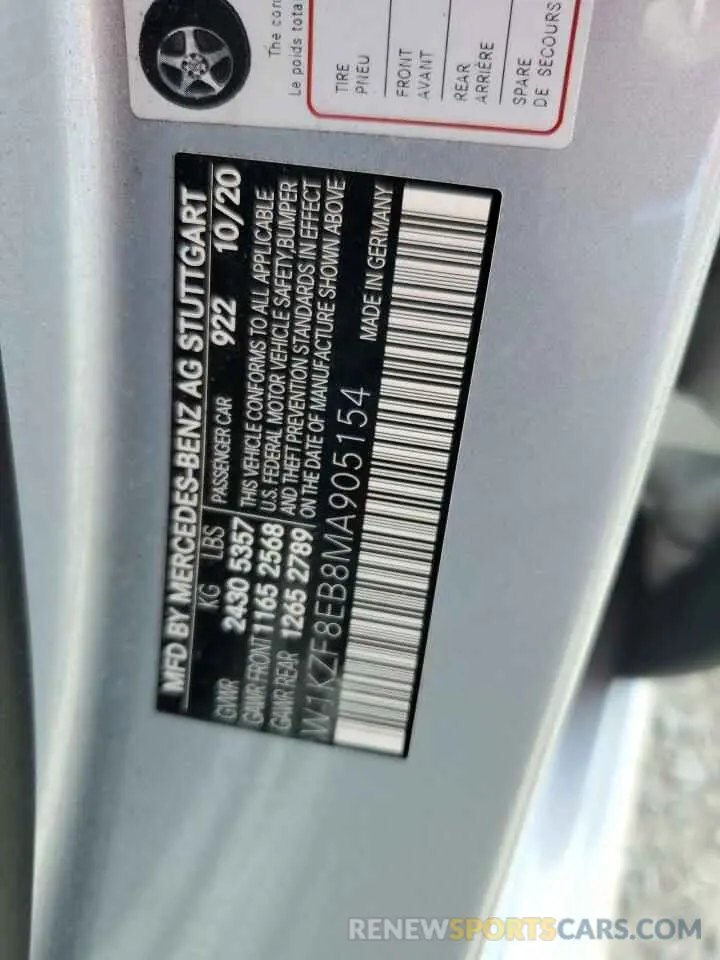 The con
Le poids tota
TIRE
PNEU
FRONT
AVANT
REAR
ARRIÈRE
SPARE
DE SECOURS
MFD BY MERCEDES-BENZ AG STUTTGART
KG LBS PASSENGER CAR 922 10/20
GVWR 2430 5357 THIS VEHICLE CONFORMS TO ALL APPLICABLE
GAWR FRONT 1165 2568 U.S. FEDERAL MOTOR VEHICLE SAFETY, BUMPER
GAWR REAR 1265 2789 AND THEFT PREVENTION STANDARDS IN EFFECT
ON THE DATE OF MANUFACTURE SHOWN ABOVE
W1KZF8EB8MA905154 MADE IN GERMANY
RENEWSPORTSCARS.COM